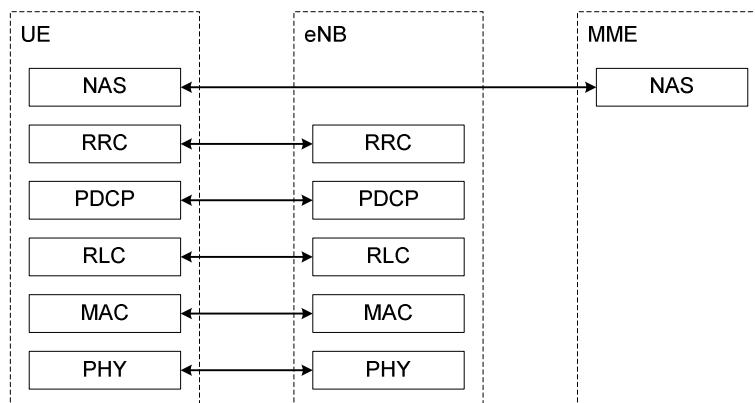 UE eNB MME
NAS NAS
RRC RRC
PDCP PDCP
RLC RLC
MAC MAC
PHY PHY